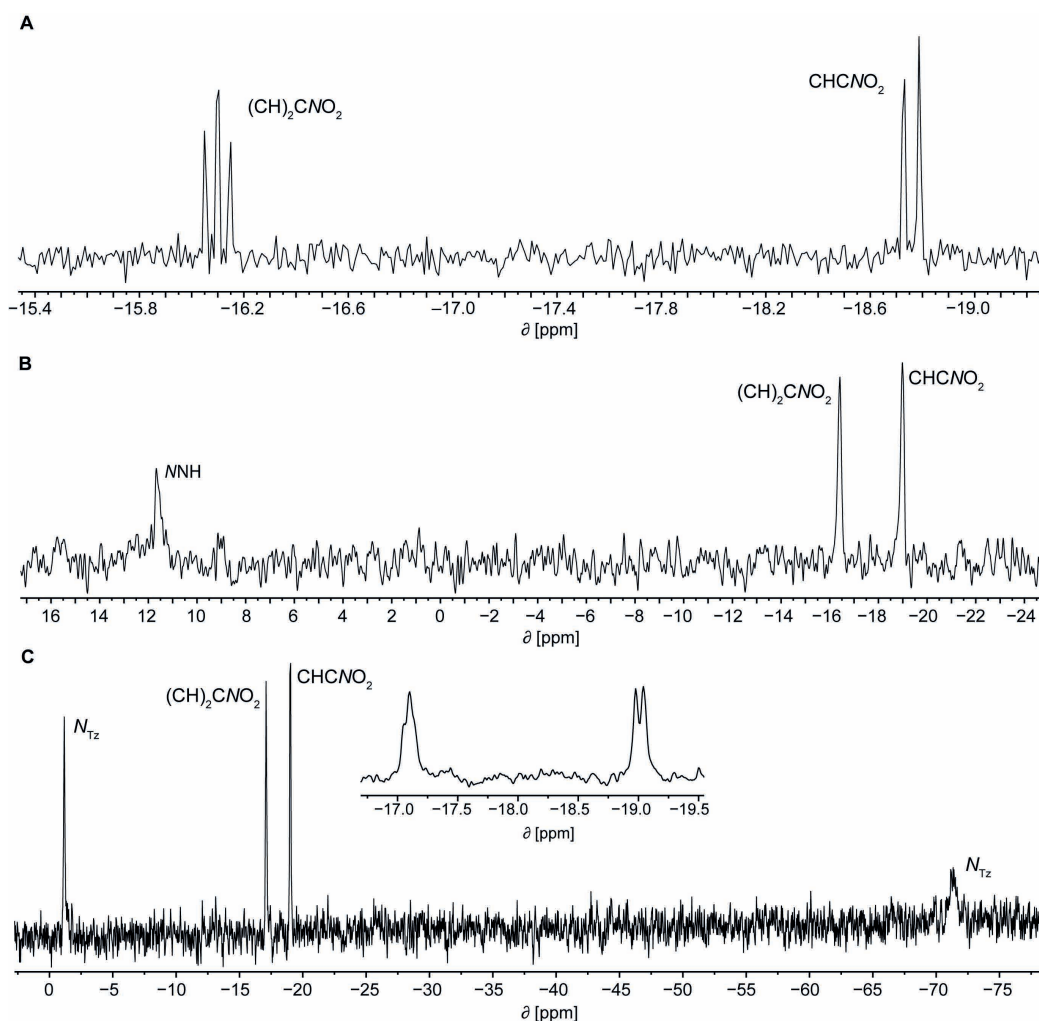 A
(CH)₂CNO₂
CHCNO₂
−15.4 −15.8 −16.2 −16.6 −17.0 −17.4 −17.8 −18.2 −18.6 −19.0
∂ [ppm]
B
(CH)₂CNO₂
CHCNO₂
NNH
16 14 12 10 8 6 4 2 0 −2 −4 −6 −8 −10 −12 −14 −16 −18 −20 −22 −24
∂ [ppm]
C
(CH)₂CNO₂
CHCNO₂
N_Tz
−17.0 −17.5 −18.0 −18.5 −19.0 −19.5
∂ [ppm]
N_Tz
0 −5 −10 −15 −20 −25 −30 −35 −40 −45 −50 −55 −60 −65 −70 −75
∂ [ppm]